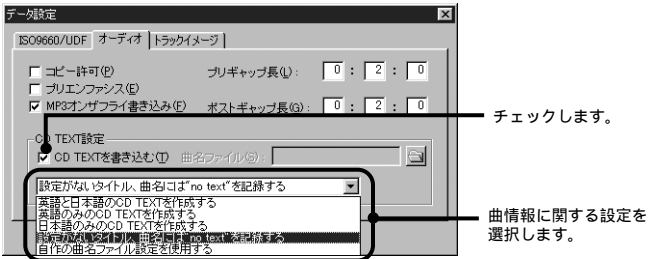 データ設定
ISO9660/UDF オーディオ トラックイメージ
コピー許可(P) プリギャップ長(L): 0 : 2 : 0
プリエンファシス(E)
MP3オンザフライ書き込み(F) ポストギャップ長(G): 0 : 2 : 0
チェックします。
CD TEXT設定
CD TEXTを書き込む(T) 曲名ファイル(S):
設定がないタイトル、曲名には"no text"を記録する
英語と日本語のCD TEXTを作成する
英語のみのCD TEXTを作成する
日本語のみのCD TEXTを作成する
設定がないタイトル、曲名には"no text"を記録する
自作の曲名ファイル設定を使用する
曲情報に関する設定を
選択します。